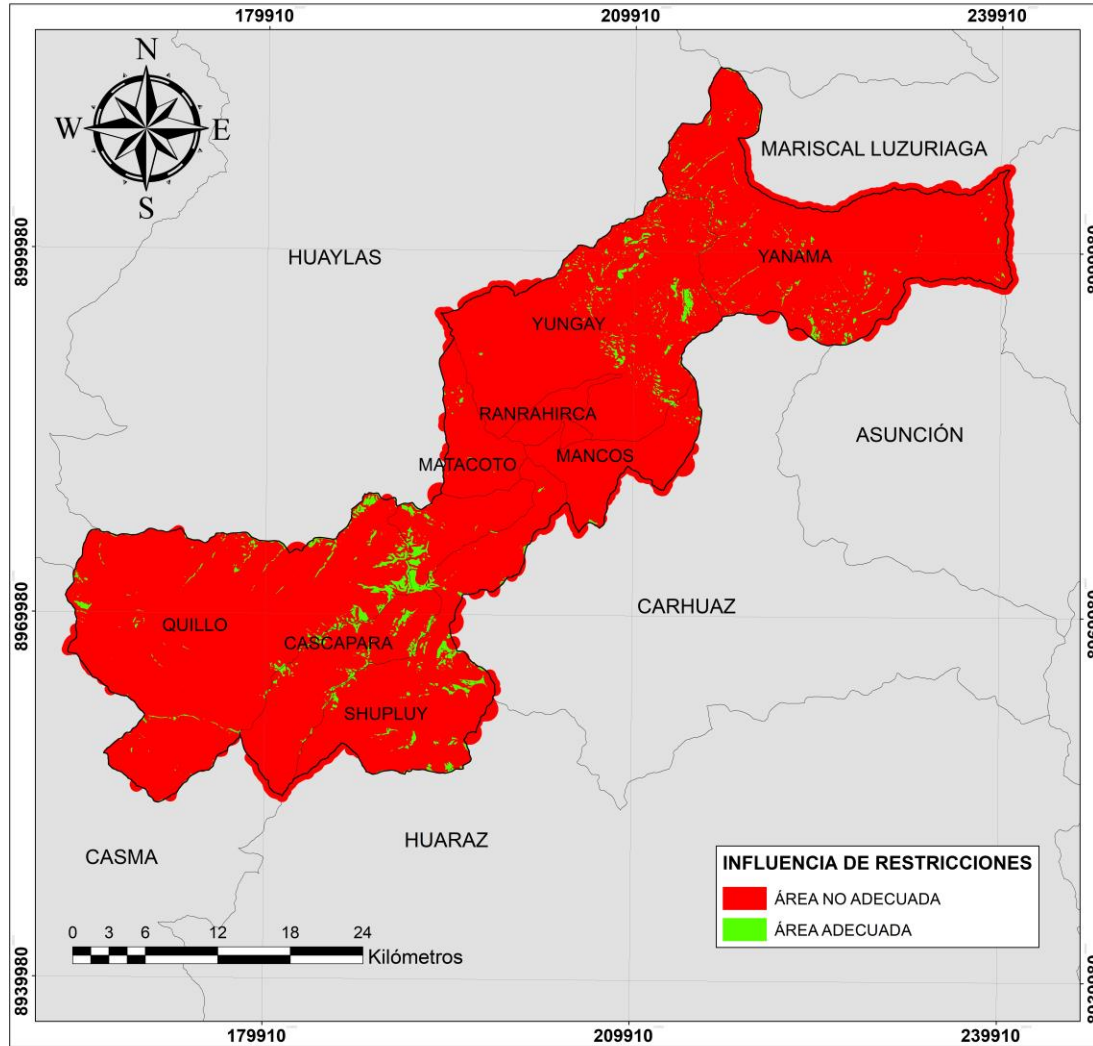 179910 209910 239910
N
W E
S
MARISCAL LUZURIAGA
8999980
HUAYLAS
YANAMA
YUNGAY
RANRAHIRCA
MATACOTO
MANCOS
ASUNCIÓN
8969980
QUILLO
CASCAPARA
CARHUAZ
SHUPLUY
CASMA
HUARAZ
INFLUENCIA DE RESTRICCIONES
ÁREA NO ADECUADA
ÁREA ADECUADA
0 3 6 12 18 24
Kilómetros
8939980
179910 209910 239910